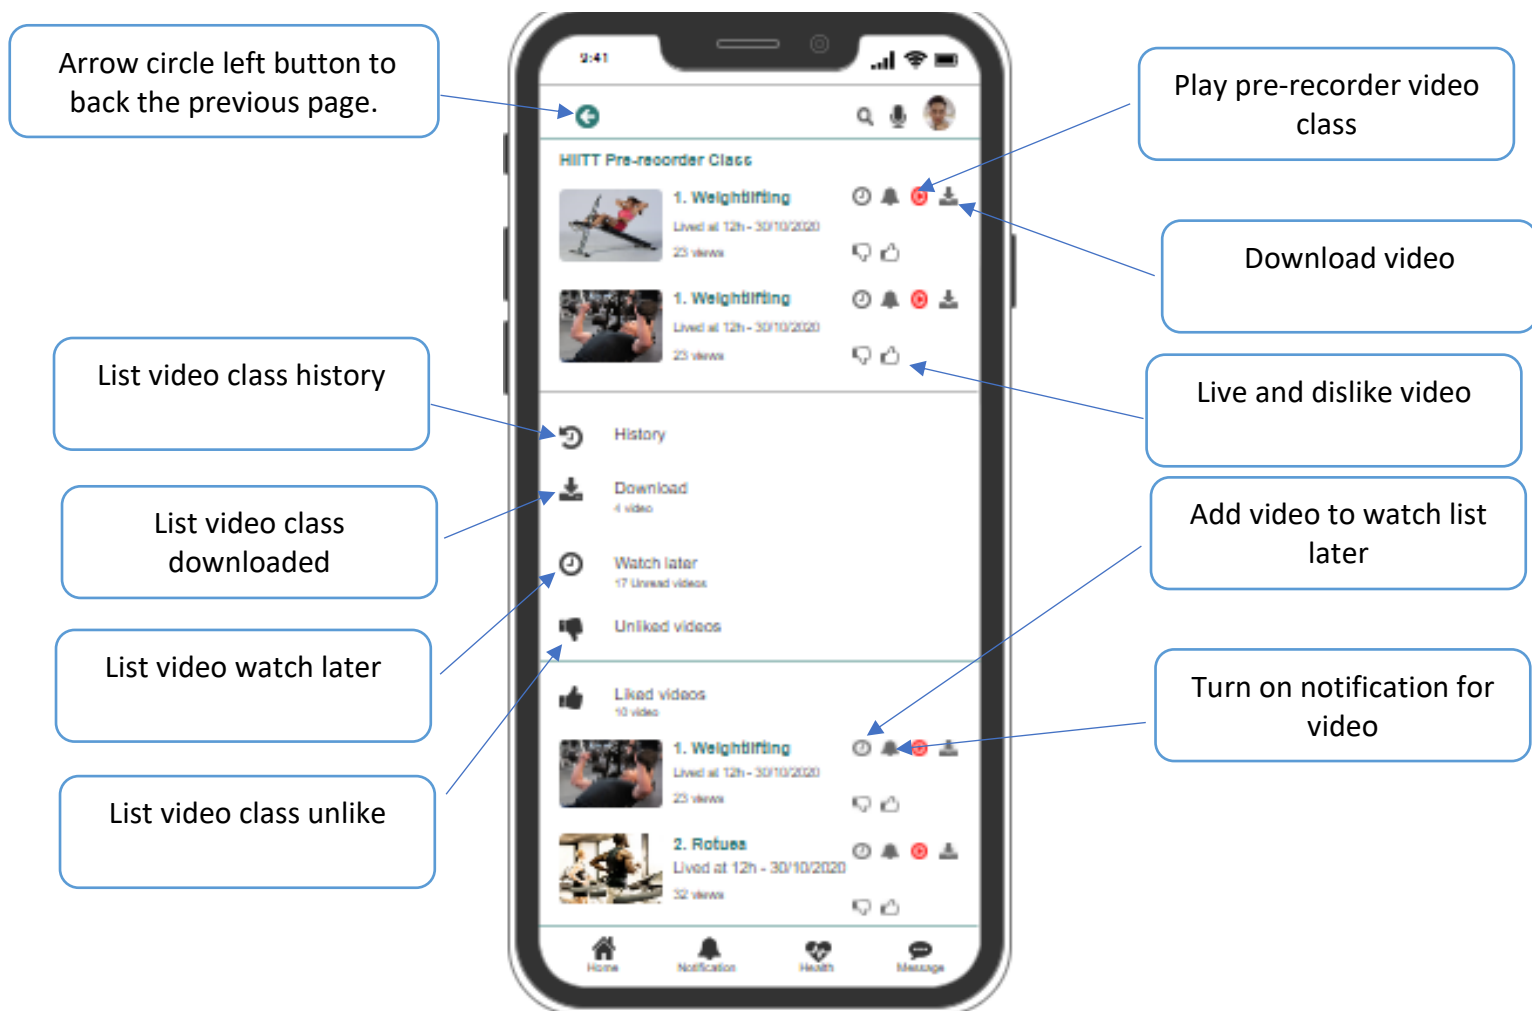 Arrow circle left button to
back the previous page.
List video class history
List video class
downloaded
List video watch later
List video class unlike
9:41
HIITT Pre-recorder Class
1. Weightlifting
Lived at 12h - 30/10/2020
23 views
1. Weightlifting
Lived at 12h - 30/10/2020
23 views
History
Download
4 video
Watch later
17 Unread videos
Unliked videos
Liked videos
10 video
1. Weightlifting
Lived at 12h - 30/10/2020
23 views
2. Rotues
Lived at 12h - 30/10/2020
32 views
Home
Notification
Health
Message
Play pre-recorder video
class
Download video
Live and dislike video
Add video to watch list
later
Turn on notification for
video